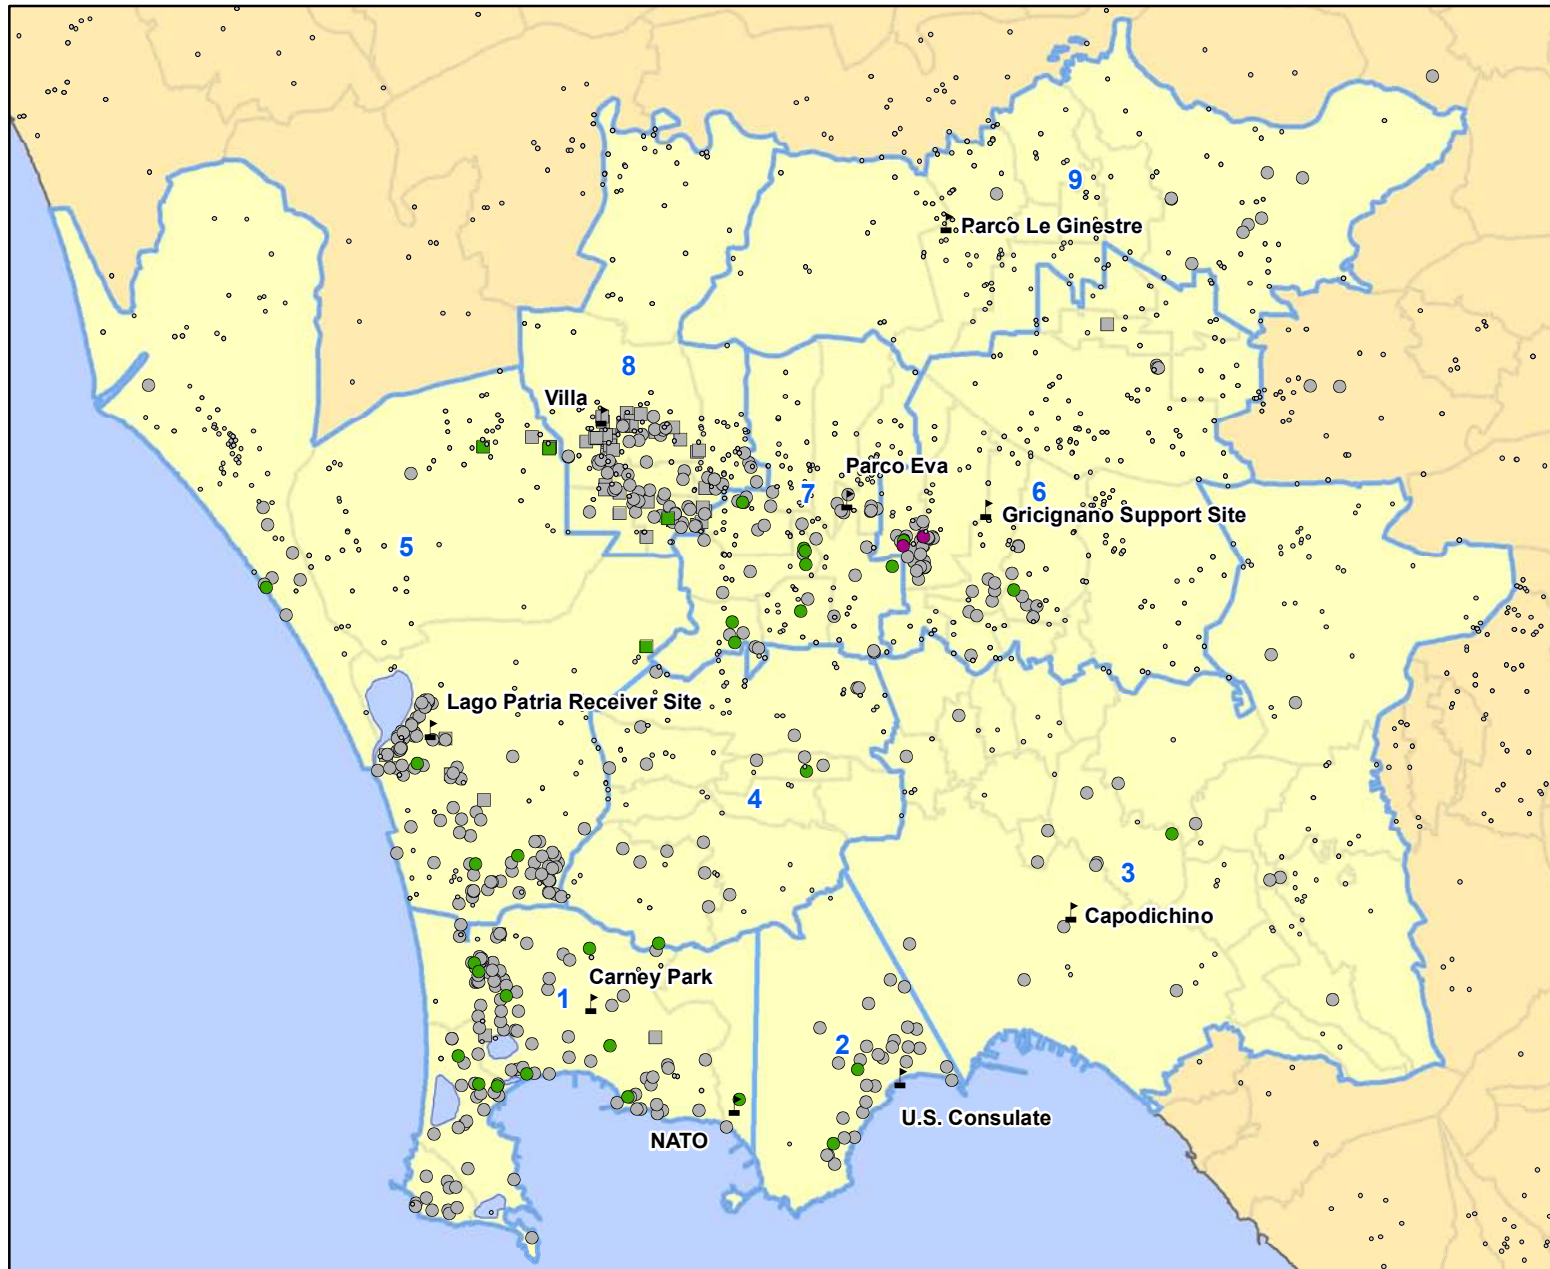 9
Parco Le Ginestre
8
Villa
Parco Eva
7
6
Gricignano Support Site
5
Lago Patria Receiver Site
4
3
Capodichino
Carney Park
1
2
U.S. Consulate
NATO